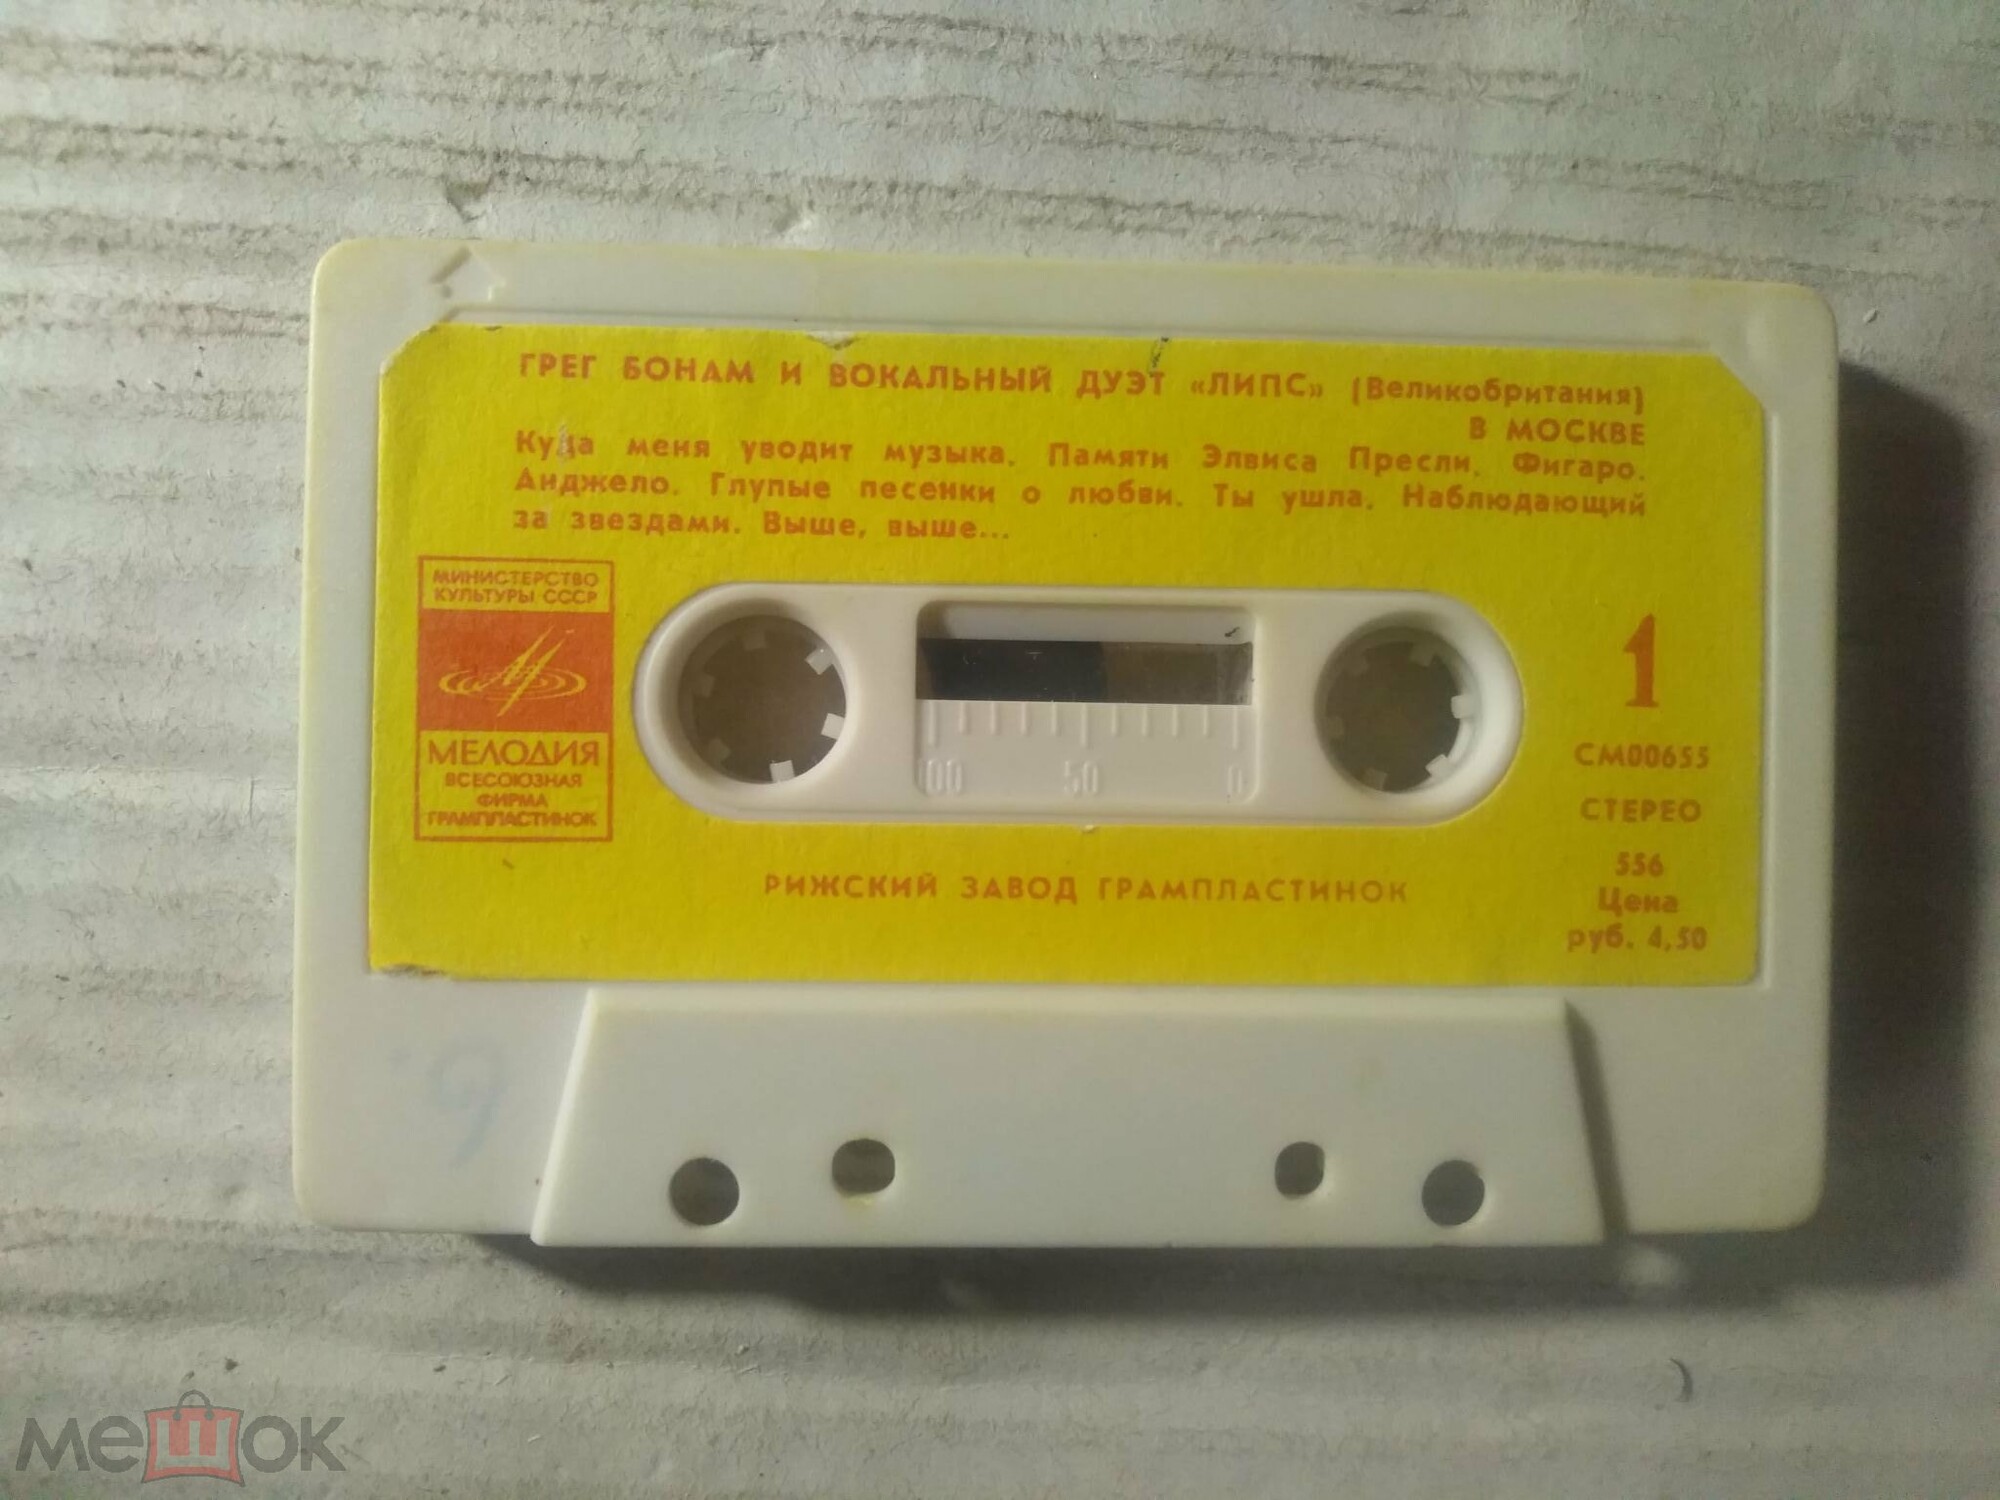 ГРЕГ БОНАМ И ВОКАЛЬНЫЙ ДУЭТ «ЛИПС» (Великобритания)
В МОСКВЕ
Куда меня уводит музыка. Памяти Элвиса Пресли. Фигаро.
Анджело. Глупые песенки о любви. Ты ушла. Наблюдающий
за звездами. Выше, выше...
МИНИСТЕРСТВО
КУЛЬТУРЫ СССР
МЕЛОДИЯ
ВСЕСОЮЗНАЯ
ФИРМА
ГРАМПЛАСТИНОК
100 50 0
1
СМ00655
СТЕРЕО
556
Цена
руб. 4,50
РИЖСКИЙ ЗАВОД ГРАМПЛАСТИНОК
мешок